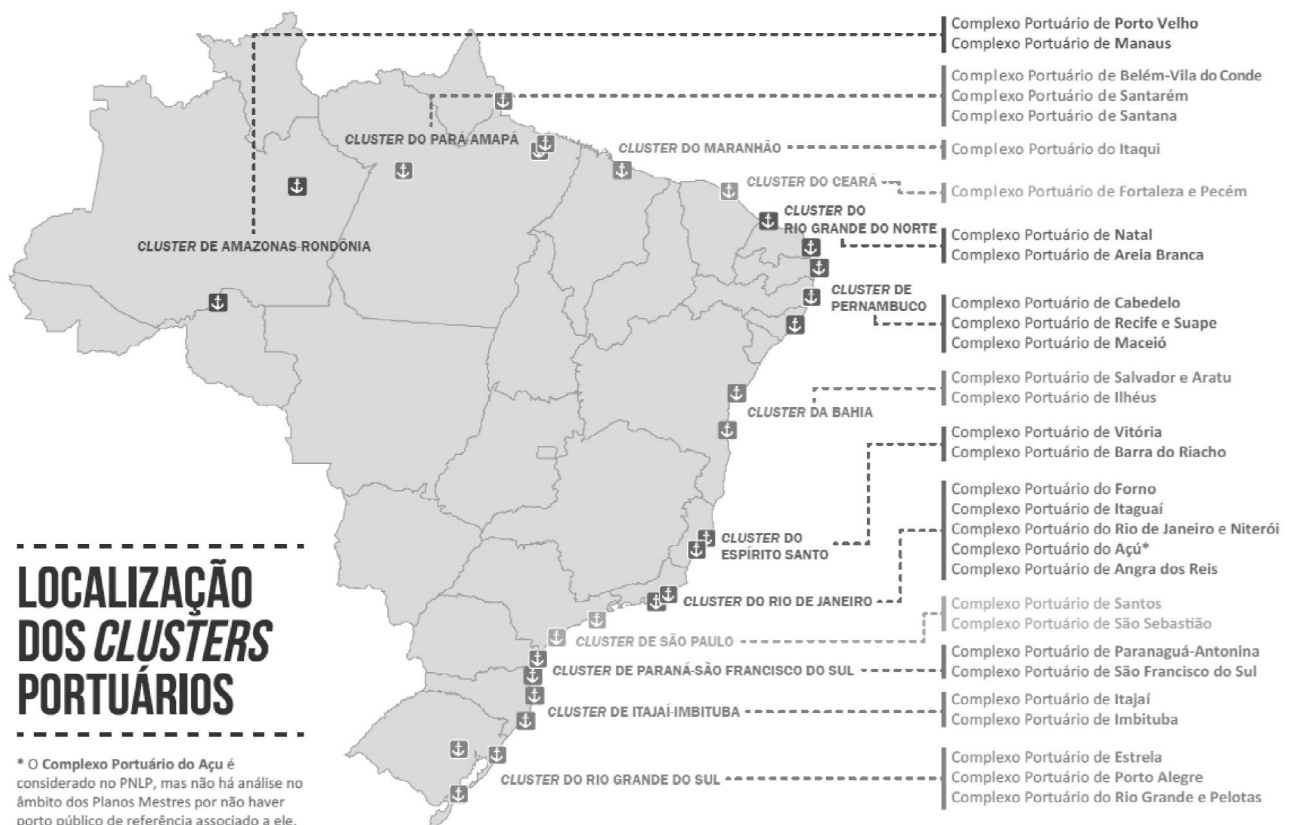 Complexo Portuário de Porto Velho
Complexo Portuário de Manaus
Complexo Portuário de Belém-Vila do Conde
Complexo Portuário de Santarém
Complexo Portuário de Santana
CLUSTER DO PARÁ-AMAPÁ
CLUSTER DO MARANHÃO
Complexo Portuário do Itaqui
CLUSTER DO CEARÁ
Complexo Portuário de Fortaleza e Pecém
CLUSTER DO
RIO GRANDE DO NORTE
Complexo Portuário de Natal
Complexo Portuário de Areia Branca
CLUSTER DE AMAZONAS-RONDÔNIA
CLUSTER DE
PERNAMBUCO
Complexo Portuário de Cabedelo
Complexo Portuário de Recife e Suape
Complexo Portuário de Maceió
CLUSTER DA BAHIA
Complexo Portuário de Salvador e Aratu
Complexo Portuário de Ilhéus
Complexo Portuário de Vitória
Complexo Portuário de Barra do Riacho
CLUSTER DO
ESPÍRITO SANTO
Complexo Portuário do Forno
Complexo Portuário de Itaguaí
Complexo Portuário do Rio de Janeiro e Niterói
Complexo Portuário do Açú*
Complexo Portuário de Angra dos Reis
CLUSTER DO RIO DE JANEIRO
Complexo Portuário de Santos
Complexo Portuário de São Sebastião
CLUSTER DE SÃO PAULO
Complexo Portuário de Paranaguá-Antonina
Complexo Portuário de São Francisco do Sul
CLUSTER DE PARANÁ-SÃO FRANCISCO DO SUL
Complexo Portuário de Itajaí
Complexo Portuário de Imbituba
CLUSTER DE ITAJAÍ-IMBITUBA
Complexo Portuário de Estrela
Complexo Portuário de Porto Alegre
Complexo Portuário do Rio Grande e Pelotas
CLUSTER DO RIO GRANDE DO SUL
LOCALIZAÇÃO
DOS CLUSTERS
PORTUÁRIOS
* O Complexo Portuário do Açu é
considerado no PNLP, mas não há análise no
âmbito dos Planos Mestres por não haver
porto público de referência associado a ele.